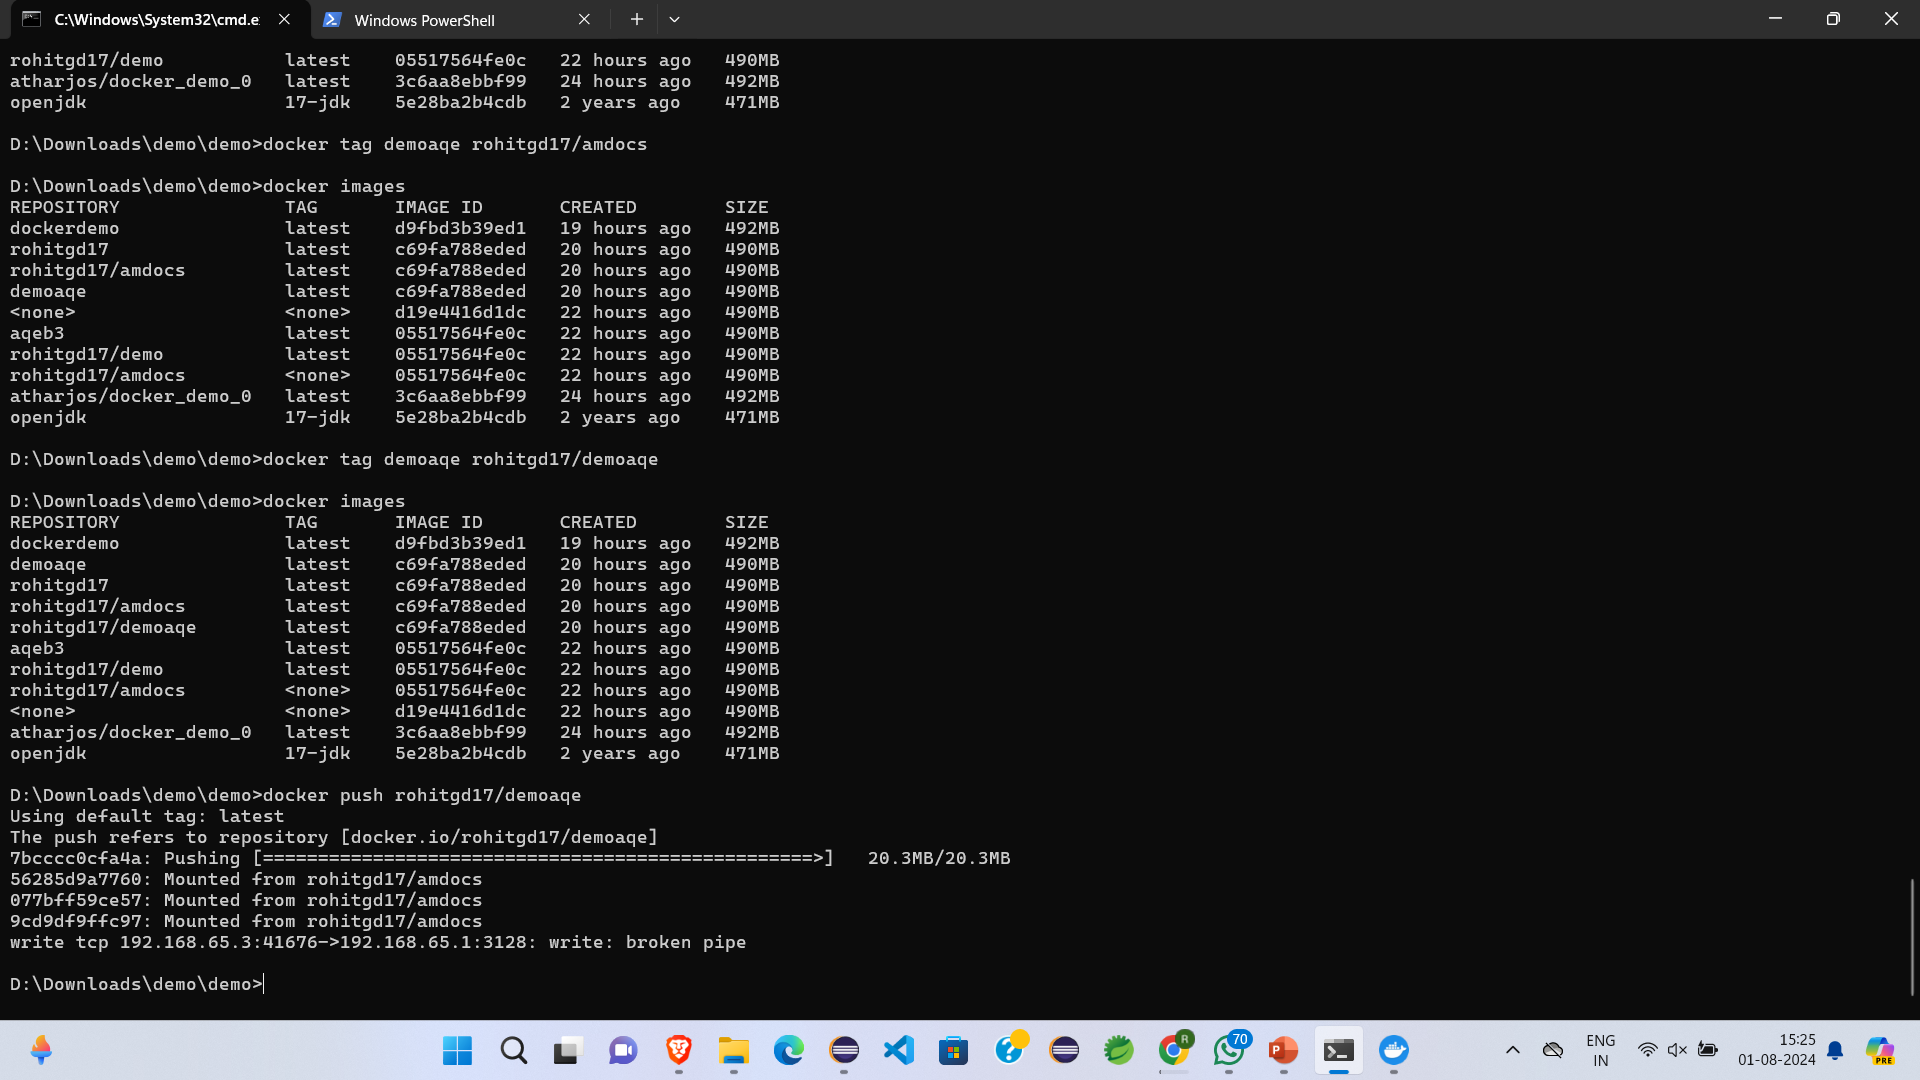 C:\Windows\System32\cmd.e
Windows PowerShell
rohitgd17/demo latest 05517564fe0c 22 hours ago 490MB
atharjos/docker_demo_0 latest 3c6aa8ebbf99 24 hours ago 492MB
openjdk 17-jdk 5e28ba2b4cdb 2 years ago 471MB
D:\Downloads\demo\demo>docker tag demoaqe rohitgd17/amdocs
D:\Downloads\demo\demo>docker images
REPOSITORY TAG IMAGE ID CREATED SIZE
dockerdemo latest d9fbd3b39ed1 19 hours ago 492MB
rohitgd17 latest c69fa788eded 20 hours ago 490MB
rohitgd17/amdocs latest c69fa788eded 20 hours ago 490MB
demoaqe latest c69fa788eded 20 hours ago 490MB
<none> <none> d19e4416d1dc 22 hours ago 490MB
aqeb3 latest 05517564fe0c 22 hours ago 490MB
rohitgd17/demo latest 05517564fe0c 22 hours ago 490MB
rohitgd17/amdocs <none> 05517564fe0c 22 hours ago 490MB
atharjos/docker_demo_0 latest 3c6aa8ebbf99 24 hours ago 492MB
openjdk 17-jdk 5e28ba2b4cdb 2 years ago 471MB
D:\Downloads\demo\demo>docker tag demoaqe rohitgd17/demoaqe
D:\Downloads\demo\demo>docker images
REPOSITORY TAG IMAGE ID CREATED SIZE
dockerdemo latest d9fbd3b39ed1 19 hours ago 492MB
demoaqe latest c69fa788eded 20 hours ago 490MB
rohitgd17 latest c69fa788eded 20 hours ago 490MB
rohitgd17/amdocs latest c69fa788eded 20 hours ago 490MB
rohitgd17/demoaqe latest c69fa788eded 20 hours ago 490MB
aqeb3 latest 05517564fe0c 22 hours ago 490MB
rohitgd17/demo latest 05517564fe0c 22 hours ago 490MB
rohitgd17/amdocs <none> 05517564fe0c 22 hours ago 490MB
<none> <none> d19e4416d1dc 22 hours ago 490MB
atharjos/docker_demo_0 latest 3c6aa8ebbf99 24 hours ago 492MB
openjdk 17-jdk 5e28ba2b4cdb 2 years ago 471MB
D:\Downloads\demo\demo>docker push rohitgd17/demoaqe
Using default tag: latest
The push refers to repository [docker.io/rohitgd17/demoaqe]
7bcccc0cfa4a: Pushing [==================================================>] 20.3MB/20.3MB
56285d9a7760: Mounted from rohitgd17/amdocs
077bff59ce57: Mounted from rohitgd17/amdocs
9cd9df9ffc97: Mounted from rohitgd17/amdocs
write tcp 192.168.65.3:41676->192.168.65.1:3128: write: broken pipe
D:\Downloads\demo\demo>
R
70
P
ENG
IN
15:25
01-08-2024
PRE